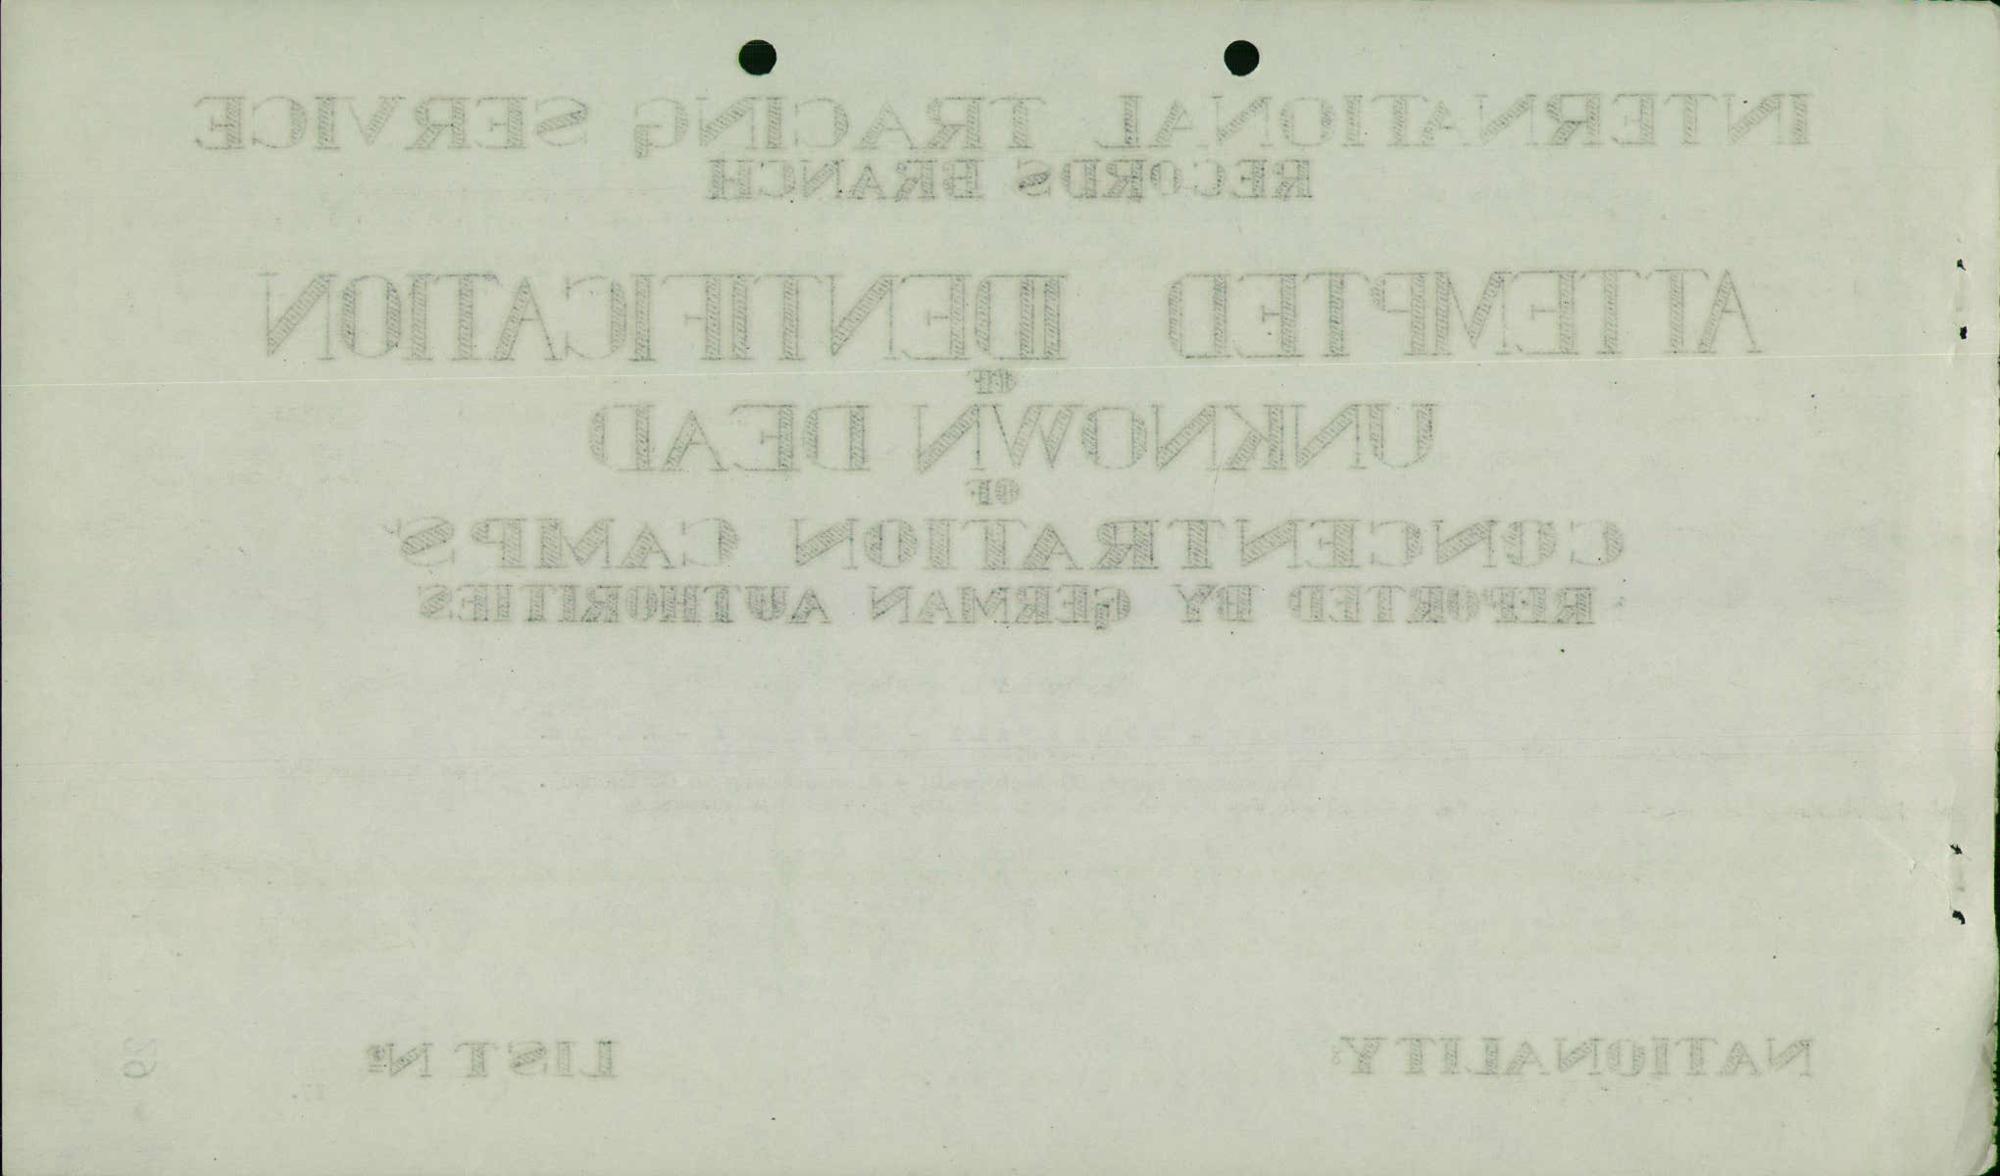 INTERNATIONAL TRACING SERVICE
RECORDS BRANCH
ATTEMPTED IDENTIFICATION
OF
UNKNOWN DEAD
OF
CONCENTRATION CAMPS
REPORTED BY GERMAN AUTHORITIES
NATIONALITY: LIST Nº
26